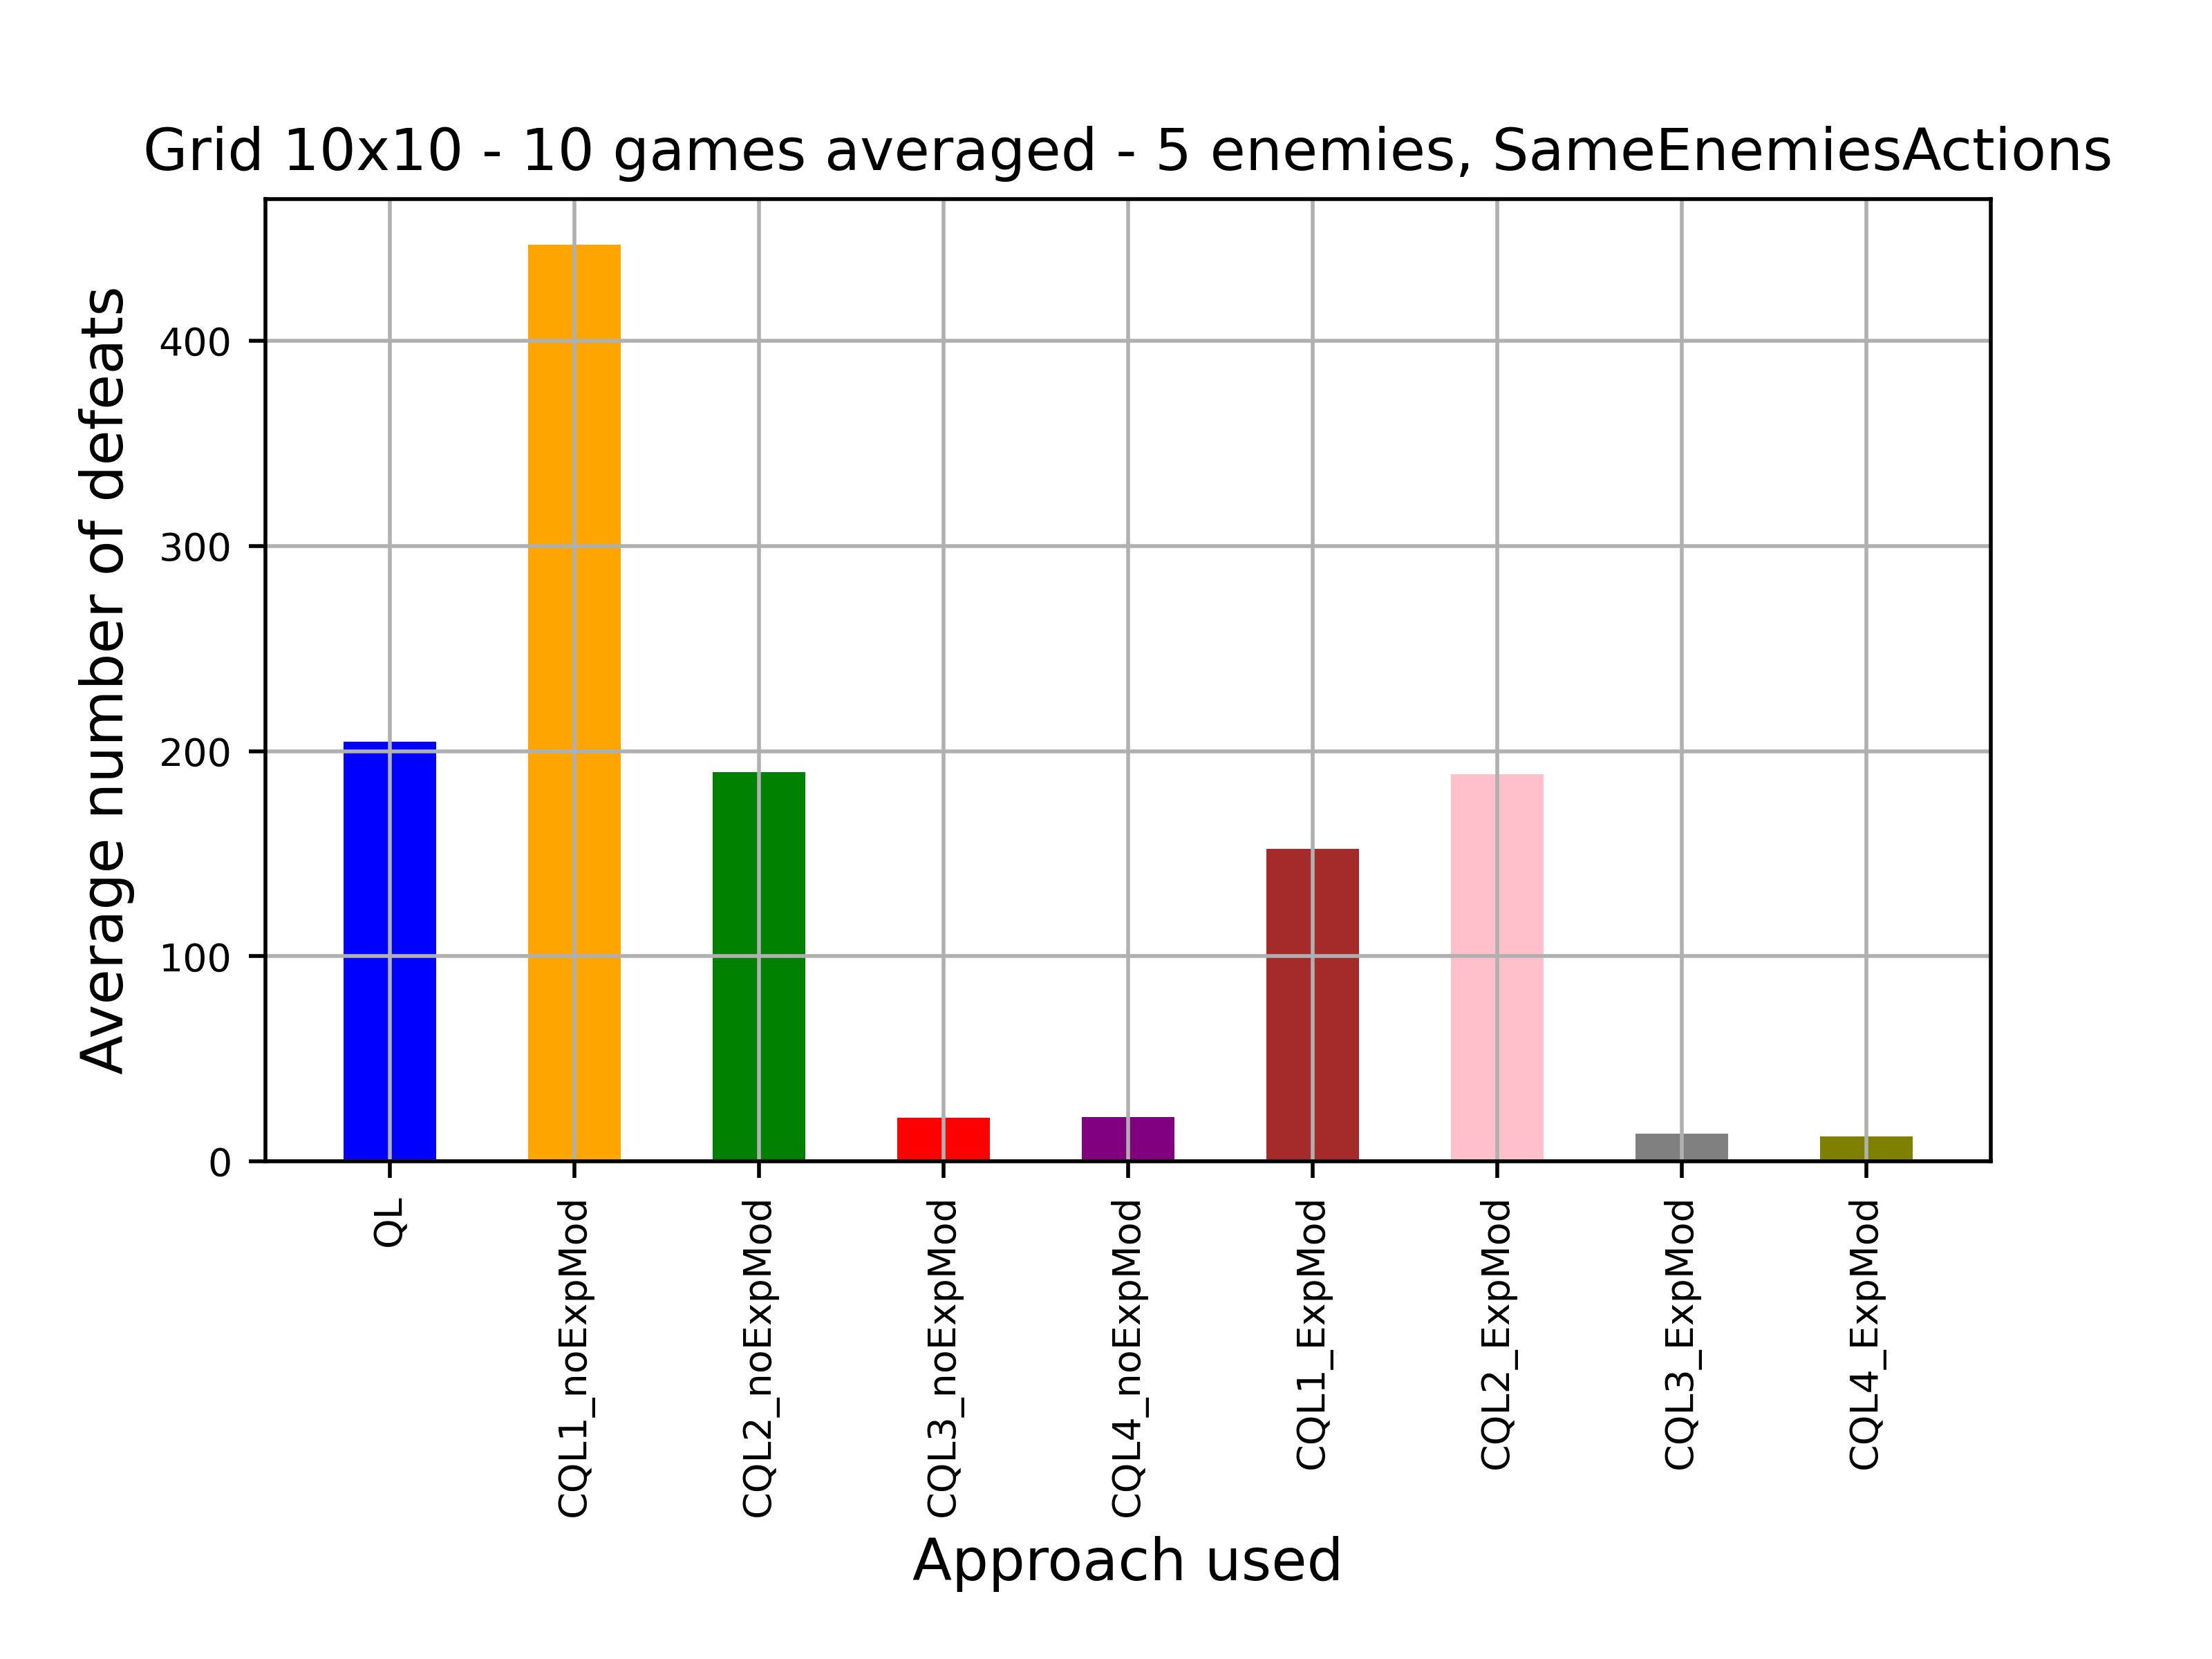 Grid 10x10 - 10 games averaged - 5 enemies, SameEnemiesActions
Average number of defeats
400
300
200
100
0
QL
CQL1_noExpMod
CQL2_noExpMod
CQL3_noExpMod
CQL4_noExpMod
CQL1_ExpMod
CQL2_ExpMod
CQL3_ExpMod
CQL4_ExpMod
Approach used